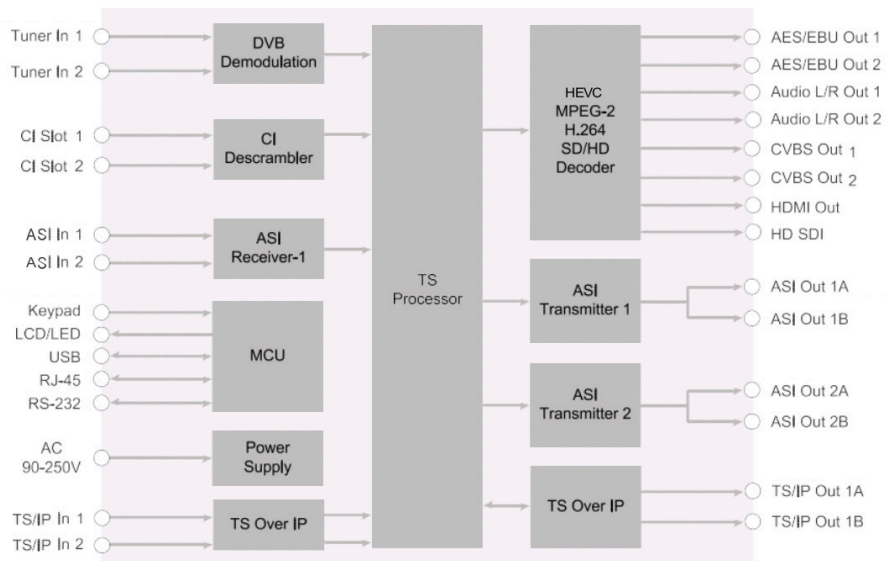 Tuner In 1
Tuner In 2
CI Slot 1
CI Slot 2
ASI In 1
ASI In 2
Keypad
LCD/LED
USB
RJ-45
RS-232
AC
90-250V
TS/IP In 1
TS/IP In 2
DVB
Demodulation
CI
Descrambler
ASI
Receiver-1
MCU
Power
Supply
TS Over IP
TS
Processor
HEVC
MPEG-2
H.264
SD/HD
Decoder
ASI
Transmitter 1
ASI
Transmitter 2
TS Over IP
AES/EBU Out 1
AES/EBU Out 2
Audio L/R Out 1
Audio L/R Out 2
CVBS Out 1
CVBS Out 2
HDMI Out
HD SDI
ASI Out 1A
ASI Out 1B
ASI Out 2A
ASI Out 2B
TS/IP Out 1A
TS/IP Out 1B